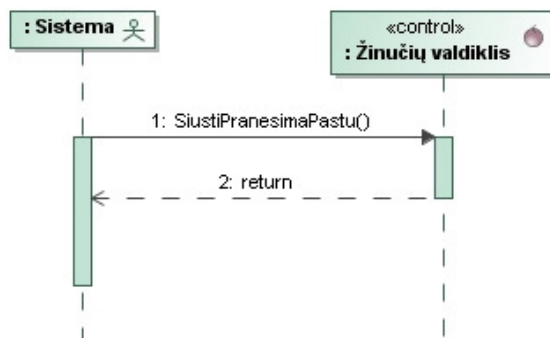 : Sistema
«control»
: Žinučių valdiklis
1: SiustiPranesimaPastu()
2: return